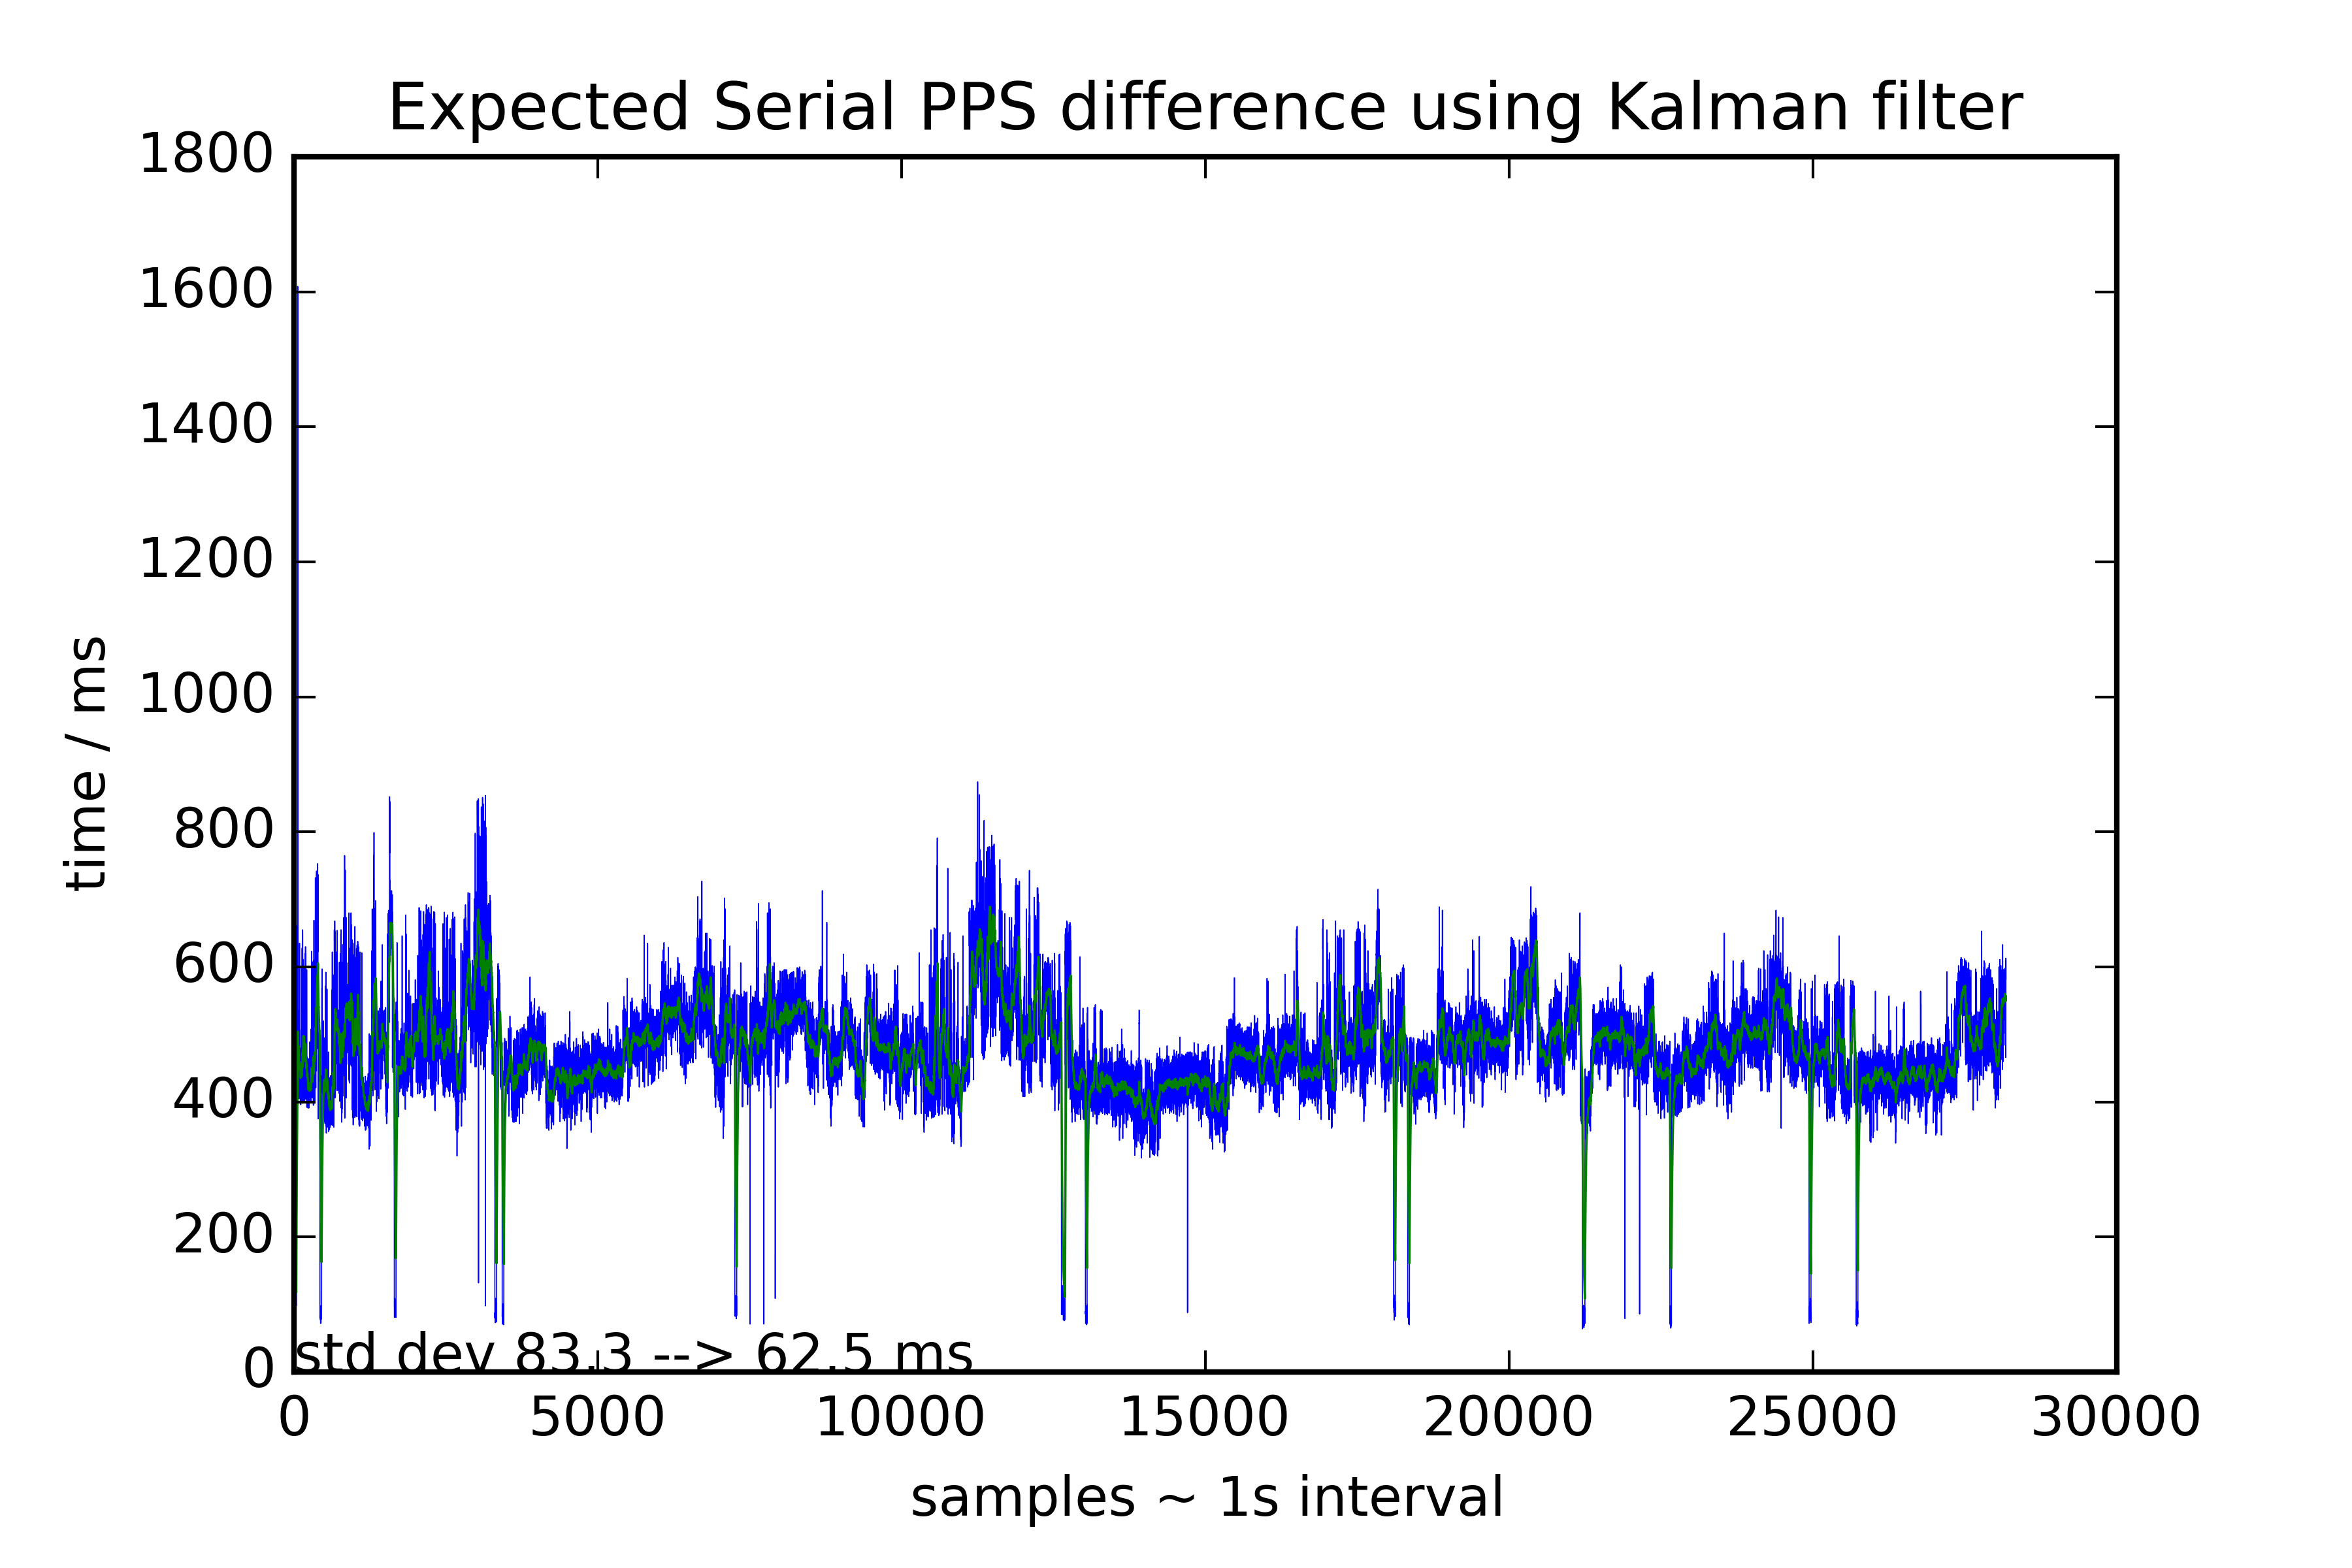 Expected Serial PPS difference using Kalman filter
1800
1600
1400
1200
1000
800
600
400
200
0
time / ms
std dev 83.3 --> 62.5 ms
0 5000 10000 15000 20000 25000 30000
samples ~ 1s interval